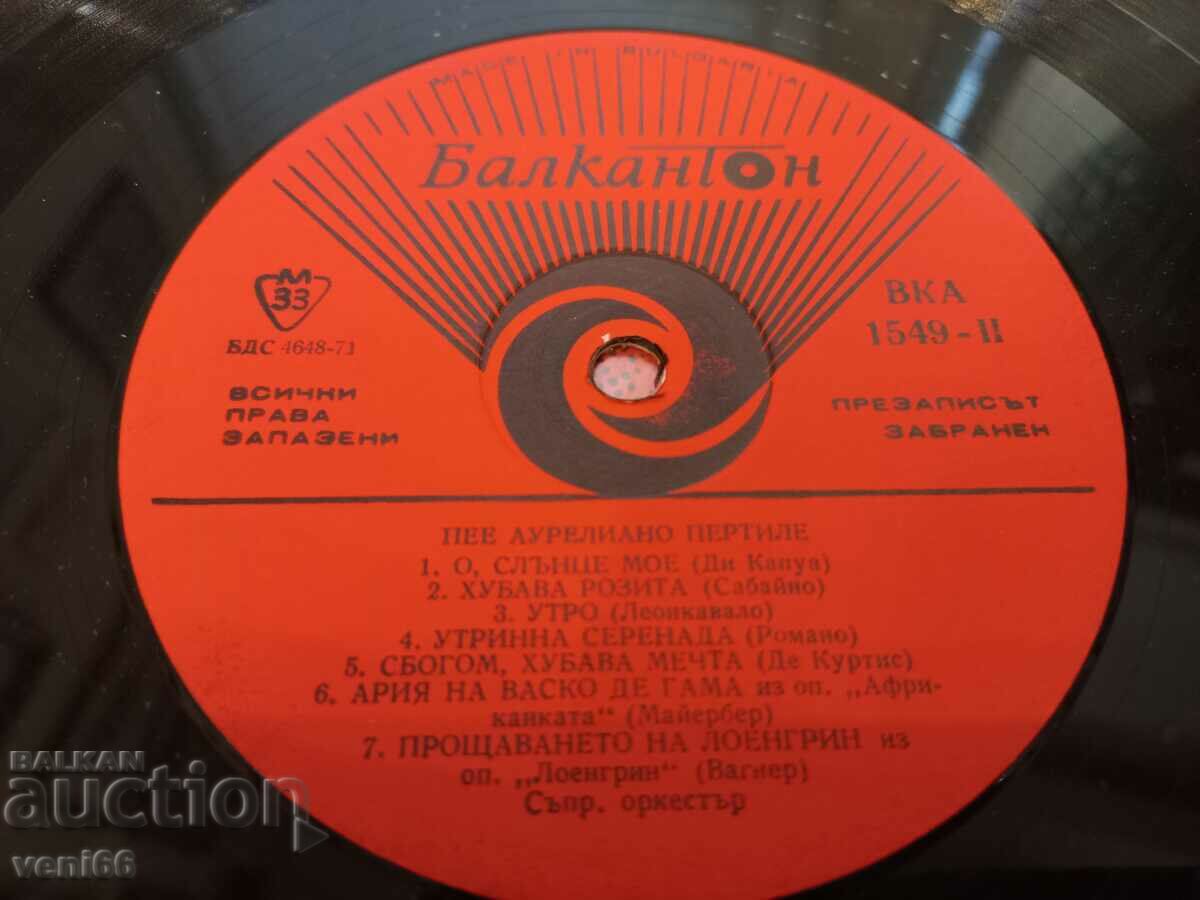 MADE IN BULGARIA
Балкантон
М
33
БДС 4648-71
ВСИЧКИ
ПРАВА
ЗАПАЗЕНИ
ВКА
1549-II
ПРЕЗАПИСЪТ
ЗАБРАНЕН
ПЕЕ АУРЕЛИАНО ПЕРТИЛЕ
1. О, СЛЪНЦЕ МОЕ (Ди Капуа)
2. ХУБАВА РОЗИТА (Сабайно)
3. УТРО (Леонкавало)
4. УТРИННА СЕРЕНАДА (Романо)
5. СБОГОМ, ХУБАВА МЕЧТА (Де Куртис)
6. АРИЯ НА ВАСКО ДЕ ГАМА из оп. „Афри-
канката“ (Майербер)
7. ПРОЩАВАНЕТО НА ЛОЕНГРИН из
оп. „Лоенгрин“ (Вагнер)
Съпр. оркестър
BALKAN
auction
veni66